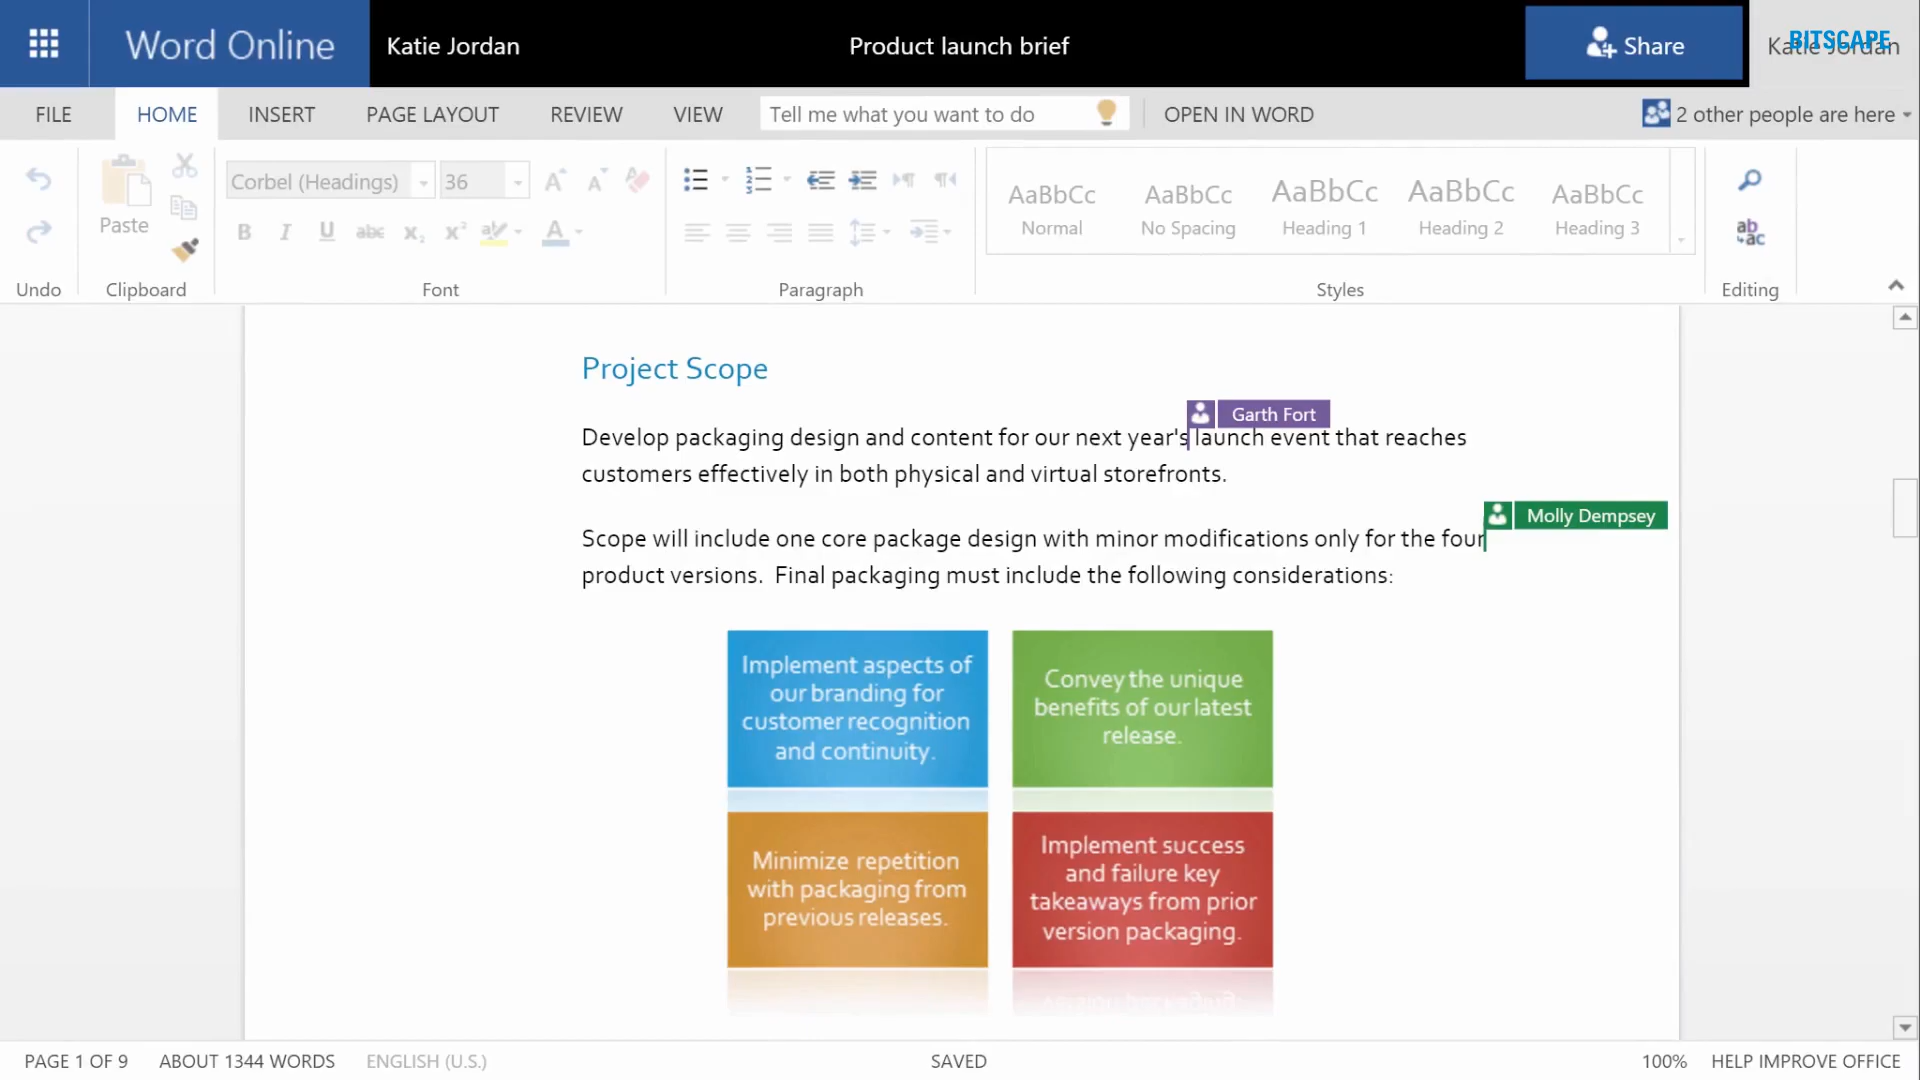 Word Online
Katie Jordan
Product launch brief
Share
Katie Jordan
BITSCAPE
FILE HOME INSERT PAGE LAYOUT REVIEW VIEW Tell me what you want to do OPEN IN WORD 2 other people are here
Paste
Corbel (Headings) 36
B I U abc x₂ x² ab A
AaBbCc AaBbCc AaBbCc AaBbCc AaBbCc
Normal No Spacing Heading 1 Heading 2 Heading 3
ab
ac
Undo Clipboard Font Paragraph Styles Editing
Project Scope
Garth Fort
Develop packaging design and content for our next year's launch event that reaches
customers effectively in both physical and virtual storefronts.
Molly Dempsey
Scope will include one core package design with minor modifications only for the four
product versions.  Final packaging must include the following considerations:
Implement aspects of
our branding for
customer recognition
and continuity.
Convey the unique
benefits of our latest
release.
Minimize repetition
with packaging from
previous releases.
Implement success
and failure key
takeaways from prior
version packaging.
PAGE 1 OF 9 ABOUT 1344 WORDS ENGLISH (U.S.) SAVED 100% HELP IMPROVE OFFICE